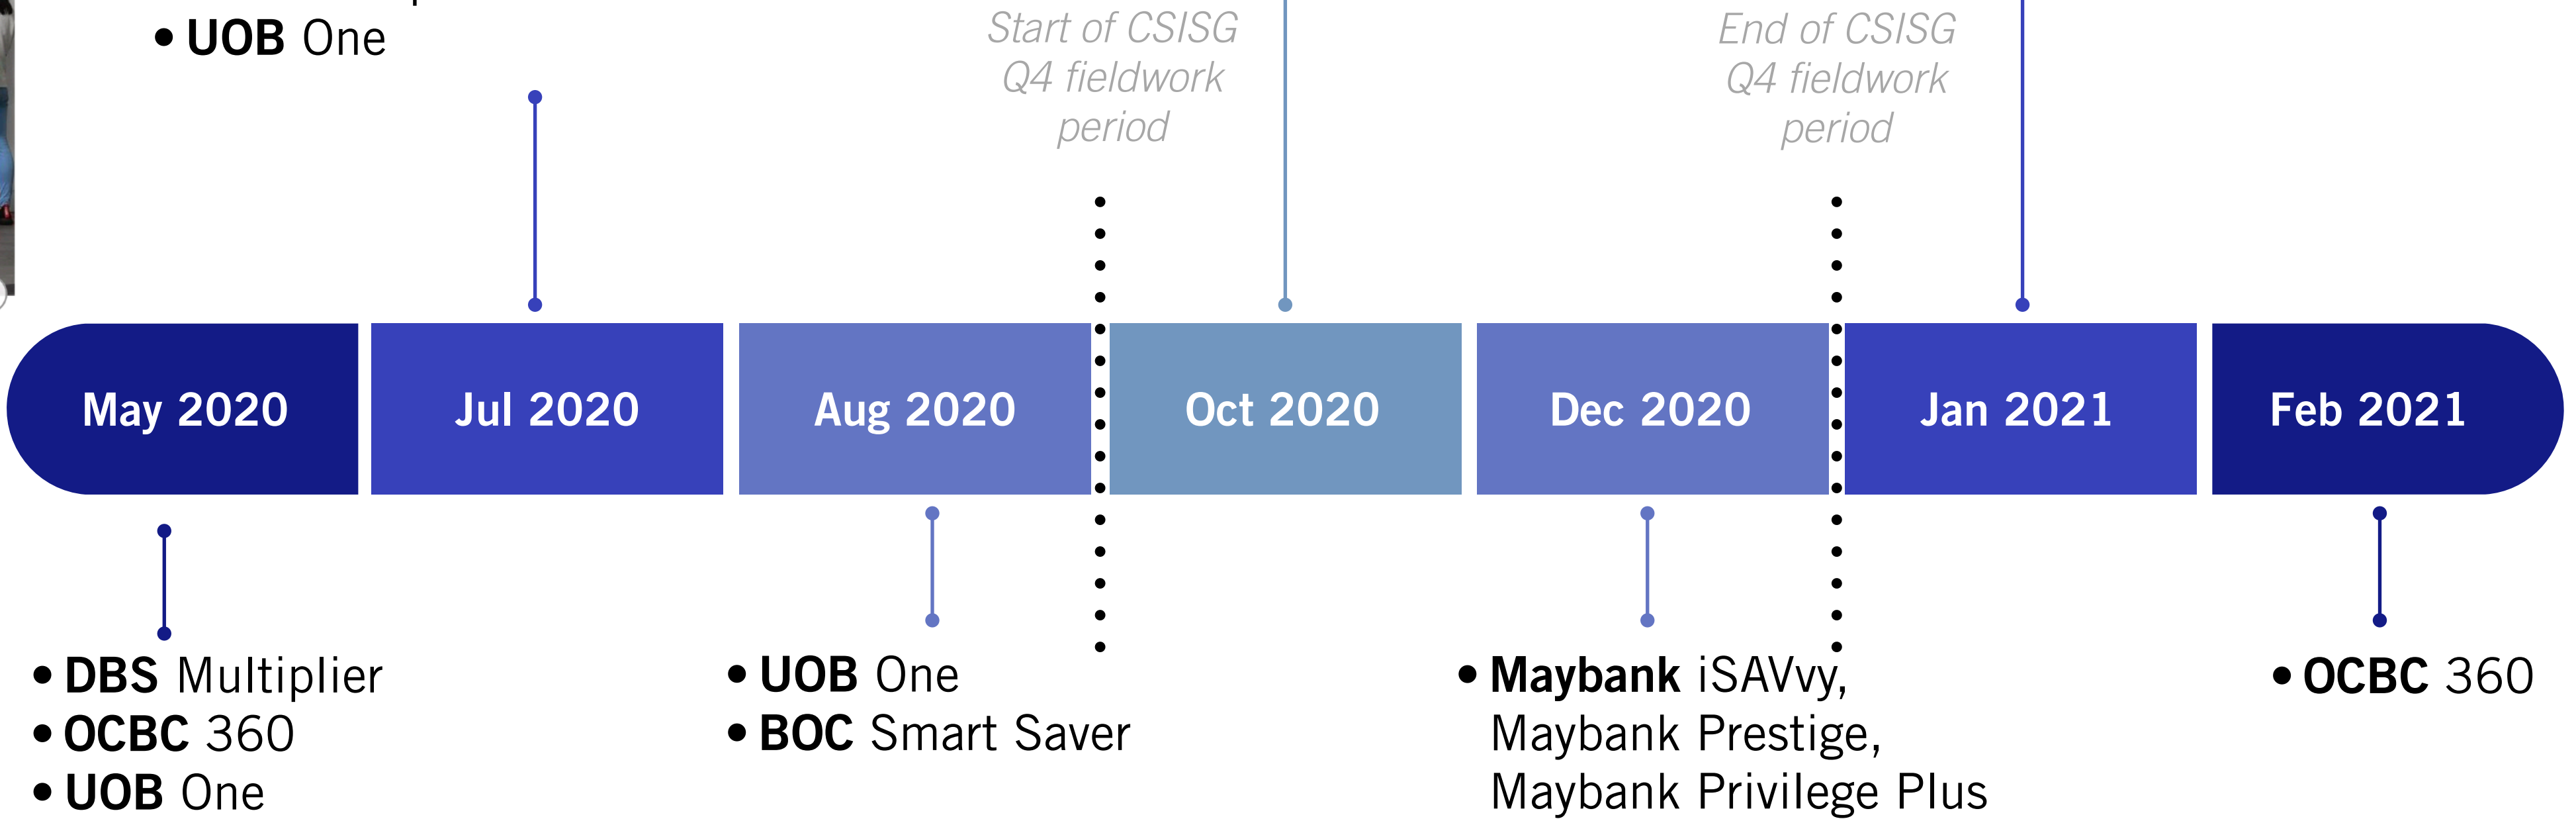 • UOB One
Start of CSISG
Q4 fieldwork
period
End of CSISG
Q4 fieldwork
period
May 2020
Jul 2020
Aug 2020
Oct 2020
Dec 2020
Jan 2021
Feb 2021
• DBS Multiplier
• OCBC 360
• UOB One
• UOB One
• BOC Smart Saver
• Maybank iSAVvy,
Maybank Prestige,
Maybank Privilege Plus
• OCBC 360